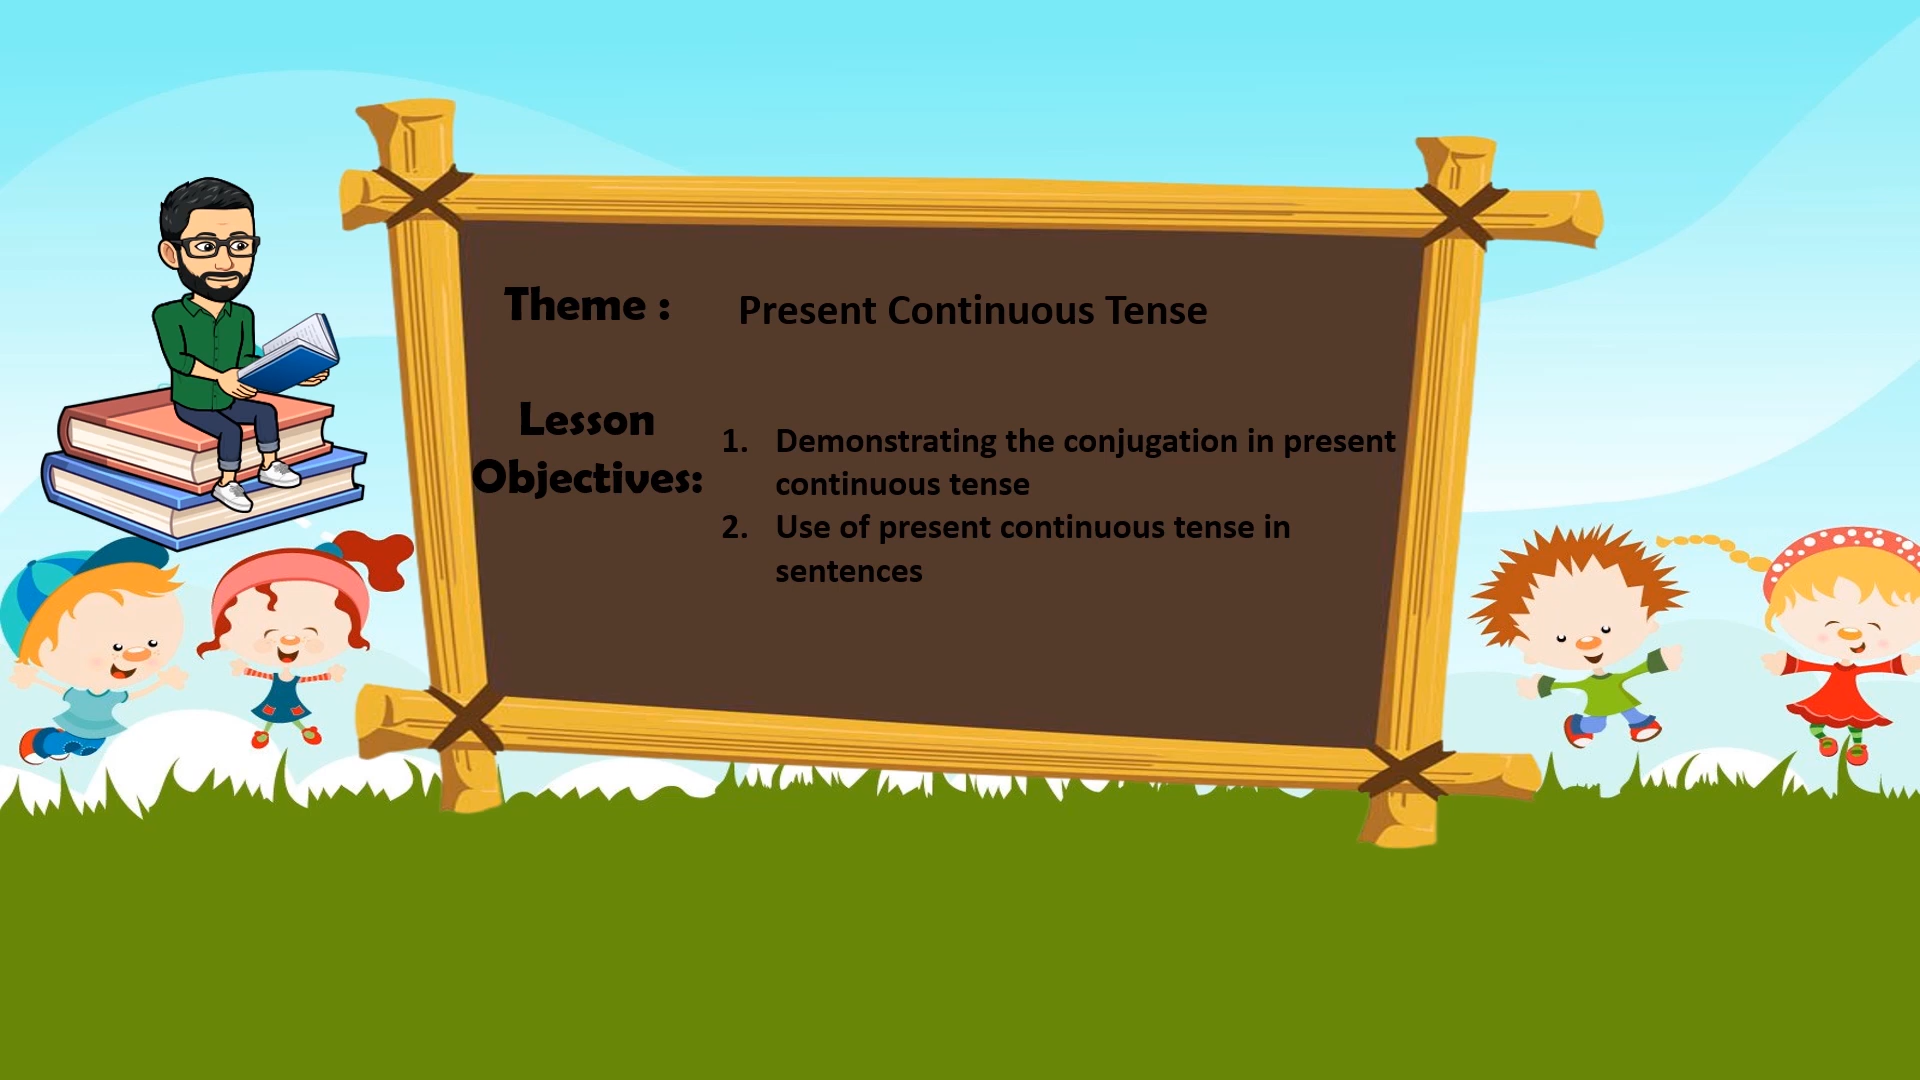 Theme :
Present Continuous Tense
Lesson
Objectives:
1. Demonstrating the conjugation in present
continuous tense
2. Use of present continuous tense in
sentences